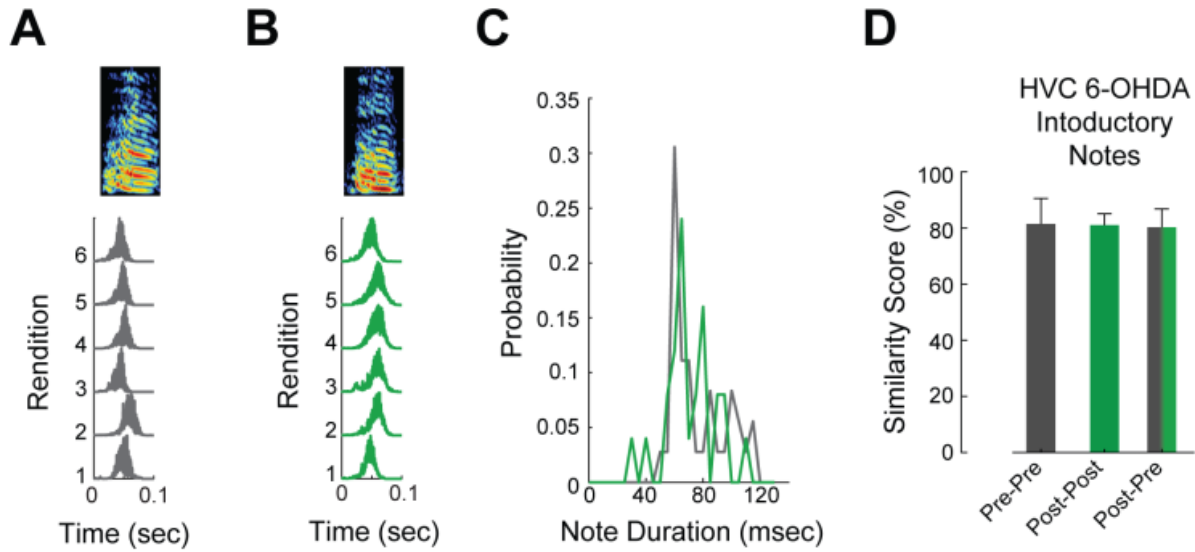 A
B
C
D
6
5
4
3
2
1
Rendition
0
0.1
Time (sec)
6
5
4
3
2
1
Rendition
0
0.1
Time (sec)
0.35
0.3
0.25
0.2
0.15
0.1
0.05
0
Probability
0
40
80
120
Note Duration (msec)
HVC 6-OHDA
Intoductory
Notes
100
80
60
40
20
0
Similarity Score (%)
Pre-Pre
Post-Post
Post-Pre